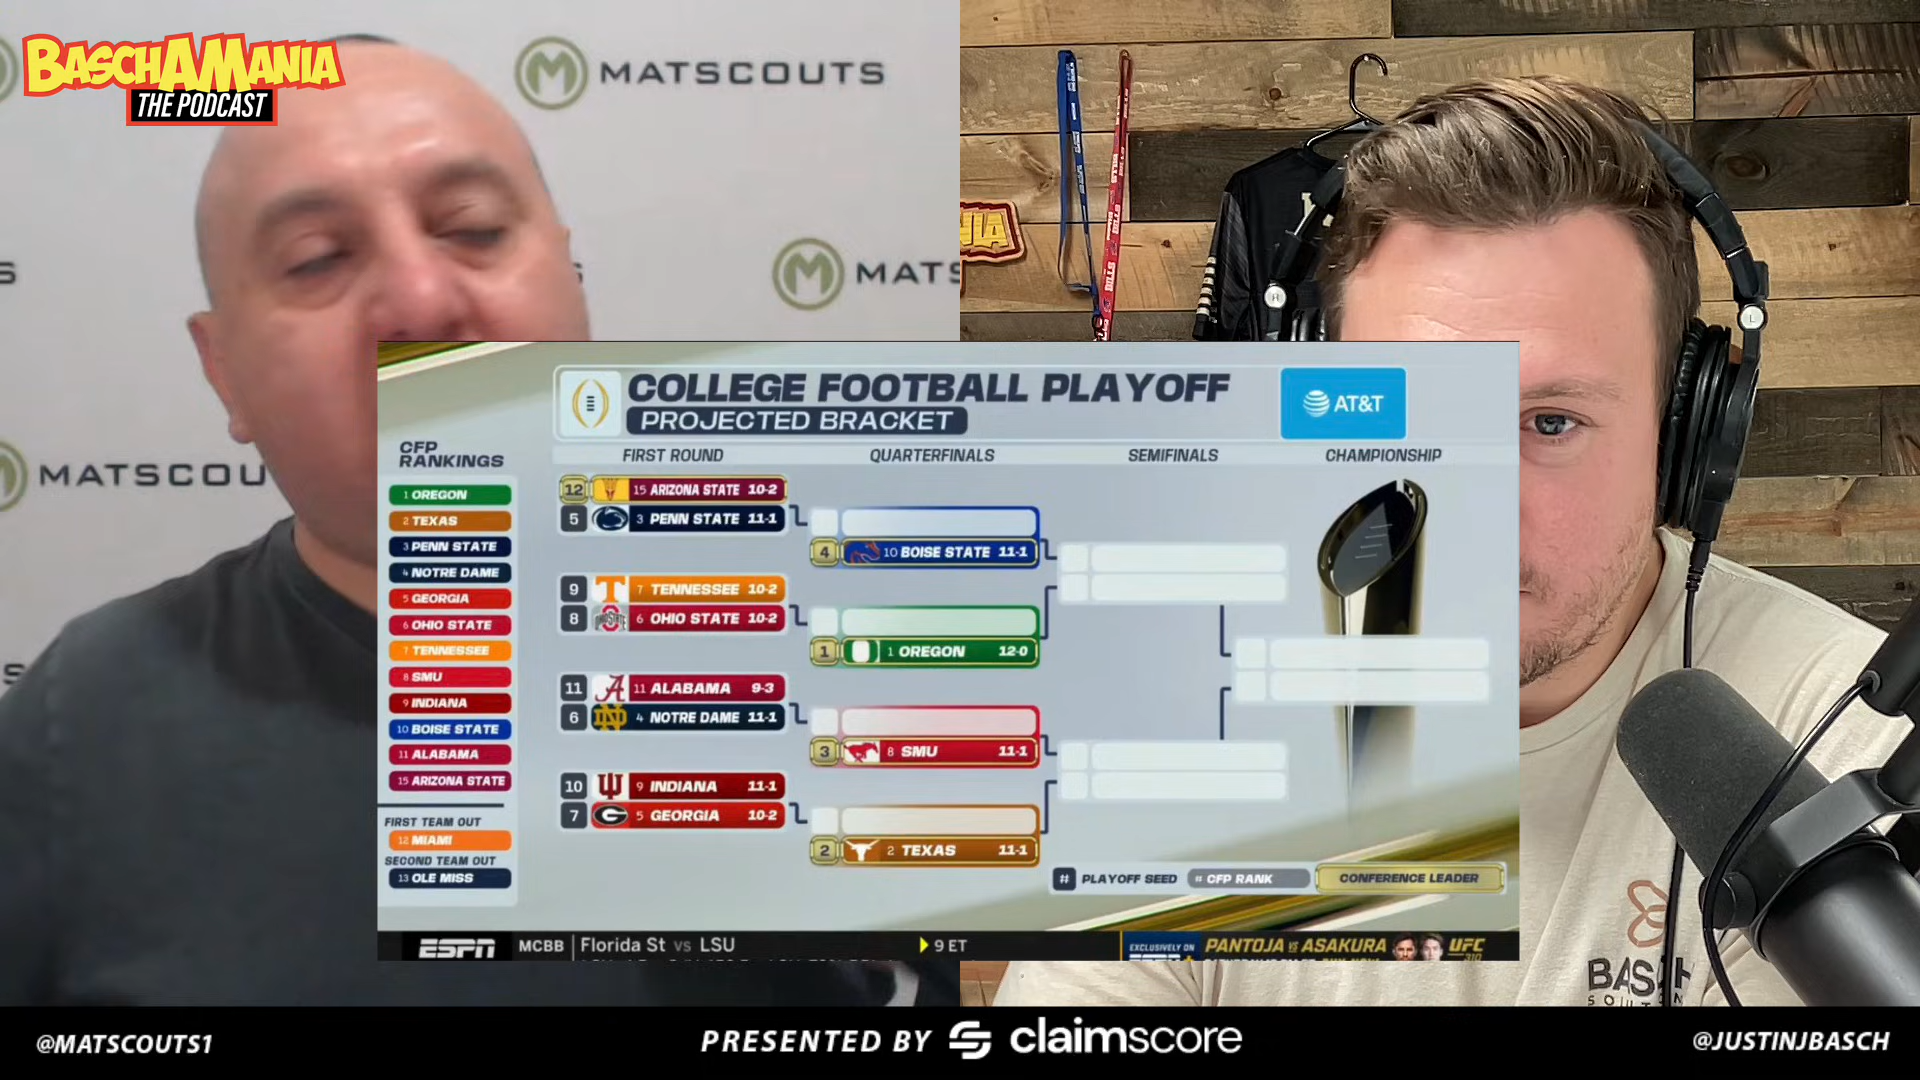 BASCHAMANIA
THE PODCAST
MATSCOUTS
MATS
MATSCOU
S
BILLS
COLLEGE FOOTBALL PLAYOFF
PROJECTED BRACKET
AT&T
CFP
RANKINGS
1 OREGON
2 TEXAS
3 PENN STATE
4 NOTRE DAME
5 GEORGIA
6 OHIO STATE
7 TENNESSEE
8 SMU
9 INDIANA
10 BOISE STATE
11 ALABAMA
15 ARIZONA STATE
FIRST TEAM OUT
12 MIAMI
SECOND TEAM OUT
13 OLE MISS
FIRST ROUND
QUARTERFINALS
SEMIFINALS
CHAMPIONSHIP
12 15 ARIZONA STATE 10-2
5 3 PENN STATE 11-1
4 10 BOISE STATE 11-1
9 7 TENNESSEE 10-2
8 6 OHIO STATE 10-2
1 1 OREGON 12-0
11 11 ALABAMA 9-3
6 4 NOTRE DAME 11-1
3 8 SMU 11-1
10 9 INDIANA 11-1
7 5 GEORGIA 10-2
2 2 TEXAS 11-1
# PLAYOFF SEED # CFP RANK CONFERENCE LEADER
ESPN MCBB Florida St vs LSU 9 ET
EXCLUSIVELY ON PANTOJA vs ASAKURA UFC 310
BASCH
@MATSCOUTS1
PRESENTED BY claimscore
@JUSTINJBASCH